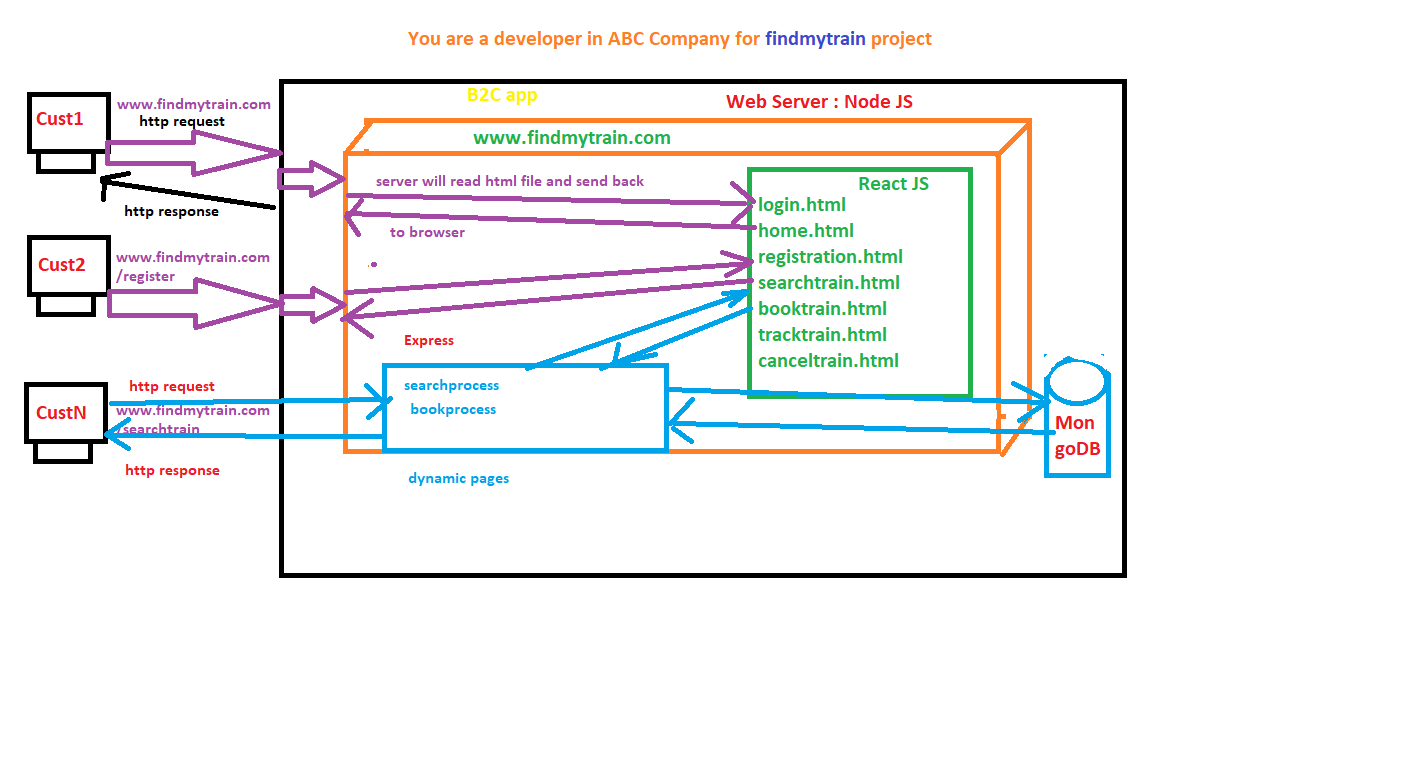 You are a developer in ABC Company for findmytrain project
B2C app
Web Server : Node JS
Cust1
www.findmytrain.com
http request
http response
www.findmytrain.com
server will read html file and send back
to browser
React JS
login.html
home.html
registration.html
searchtrain.html
booktrain.html
tracktrain.html
canceltrain.html
Cust2
www.findmytrain.com
/register
Express
searchprocess
bookprocess
dynamic pages
CustN
http request
www.findmytrain.com
/searchtrain
http response
Mon
goDB